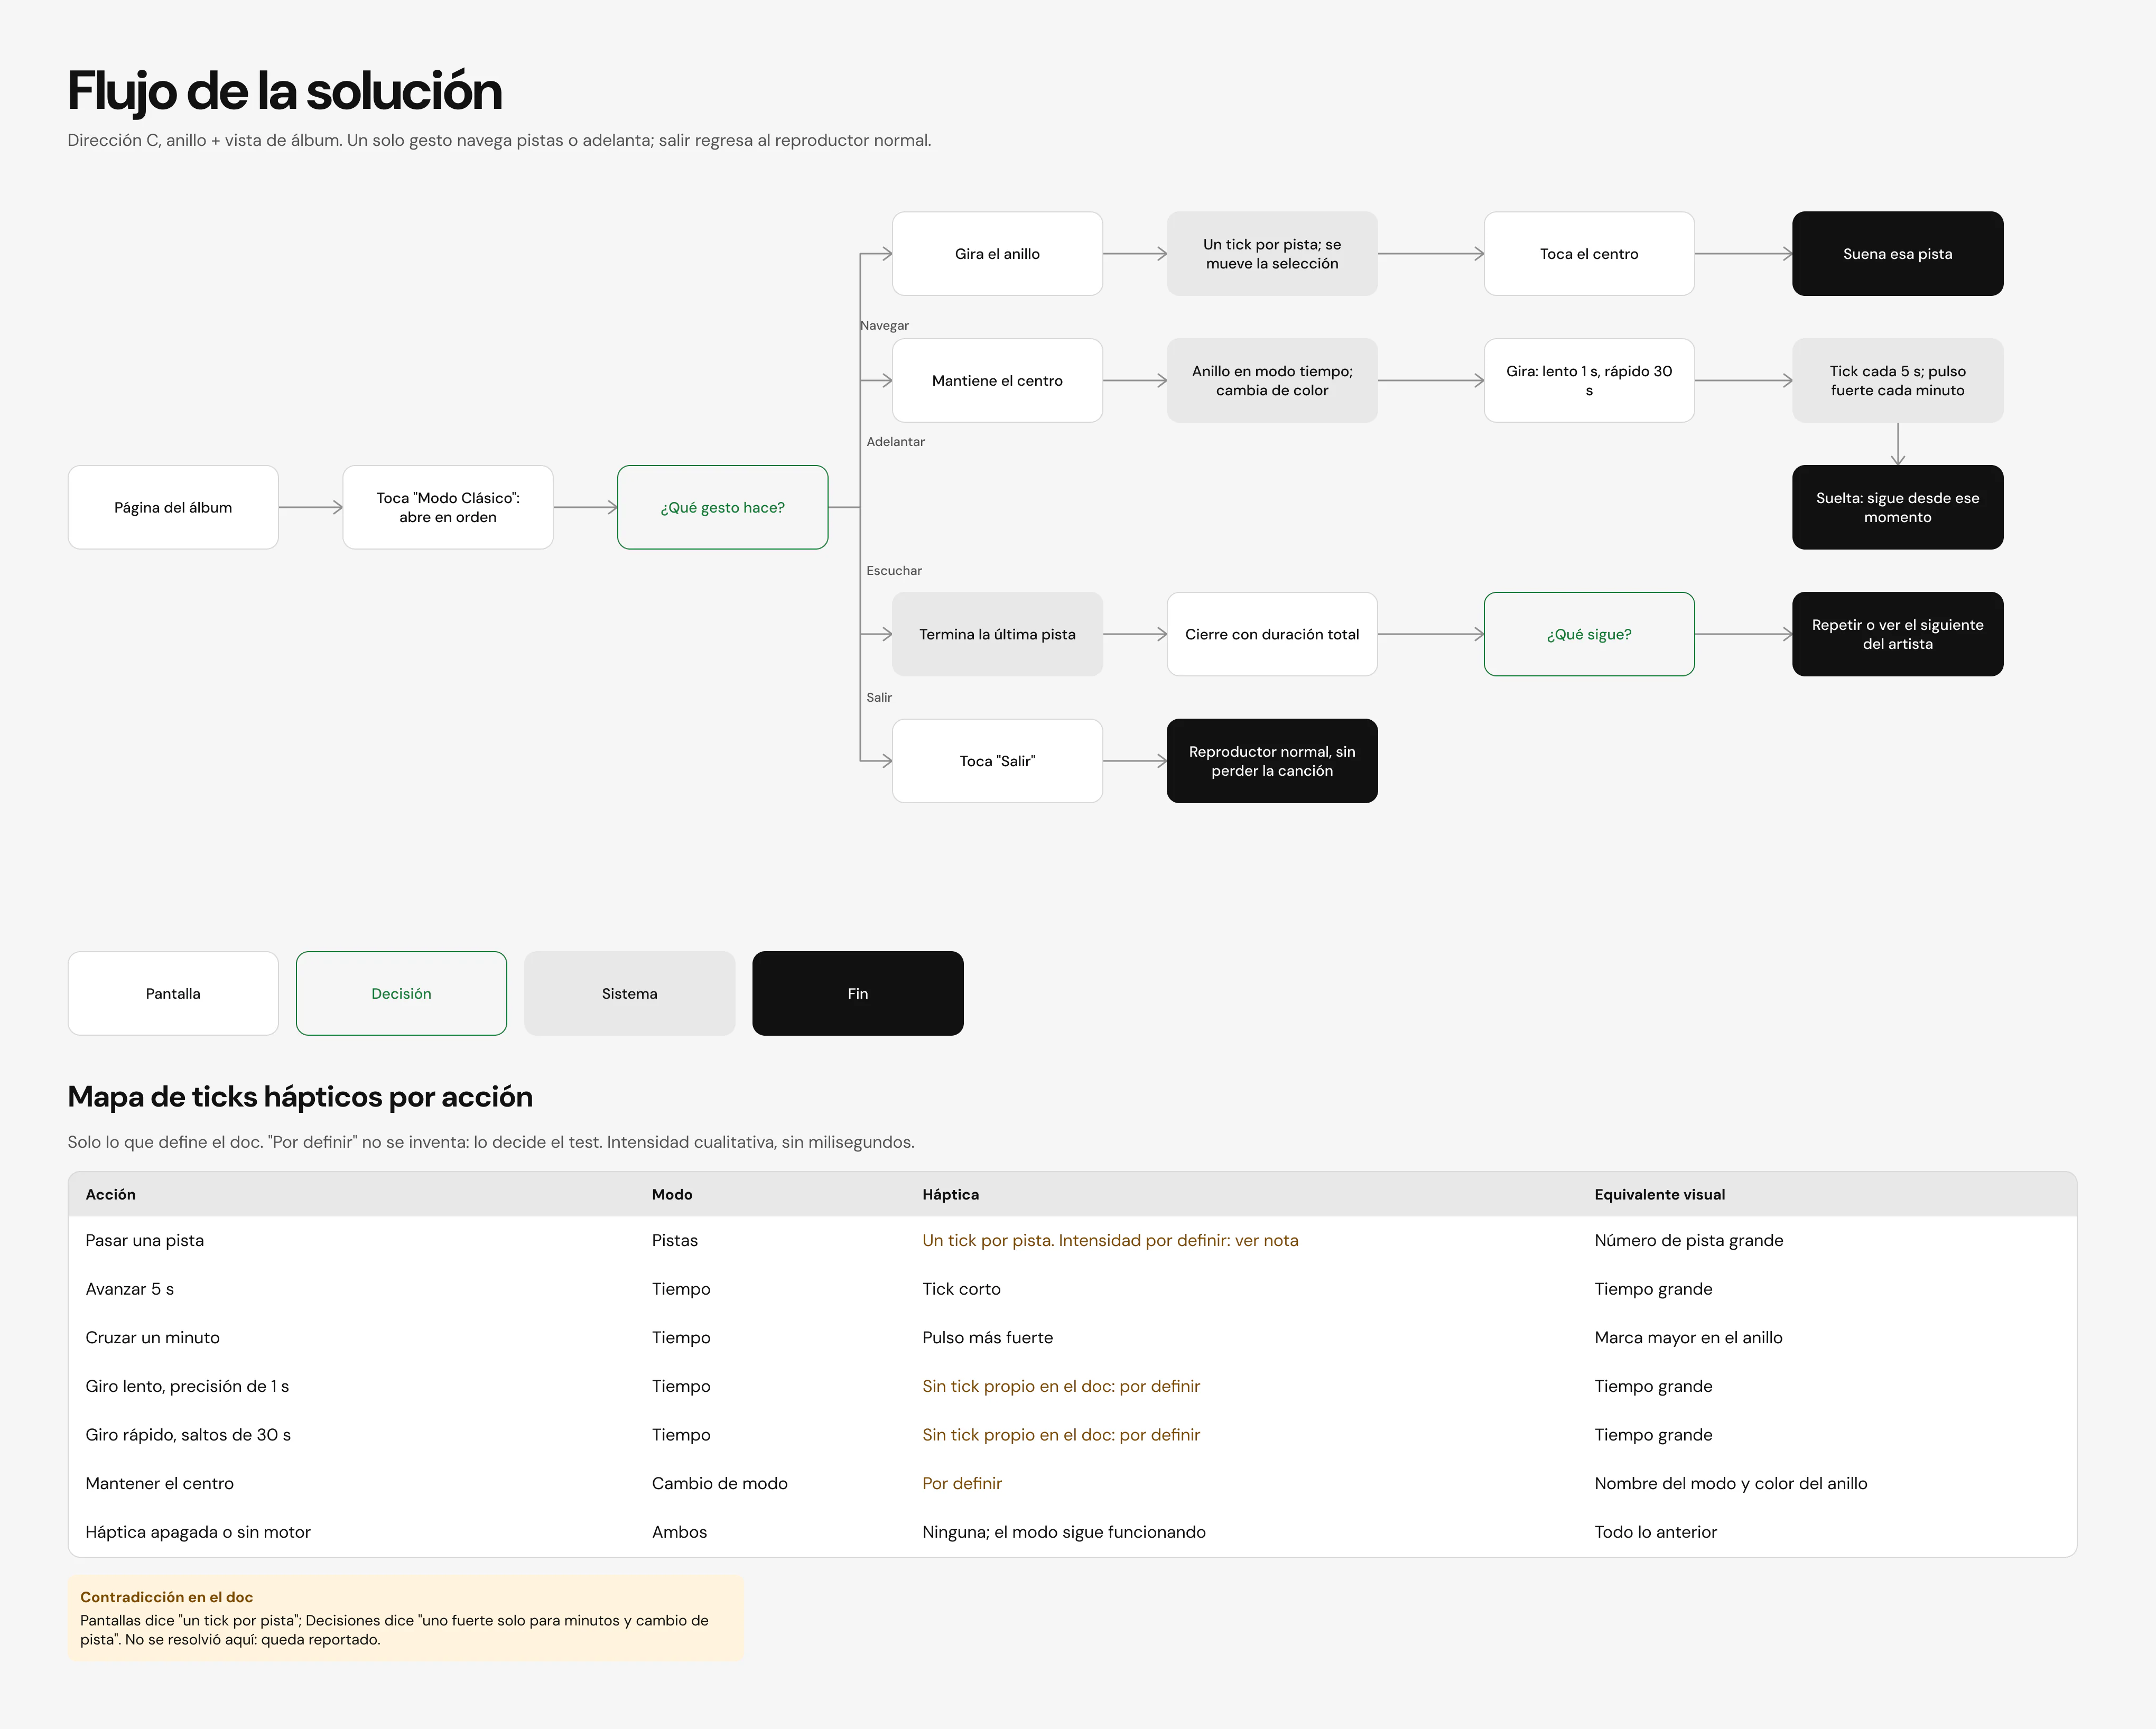 Flujo de la solución
Dirección C, anillo + vista de álbum. Un solo gesto navega pistas o adelanta; salir regresa al reproductor normal.
Gira el anillo
Un tick por pista; se
mueve la selección
Toca el centro
Suena esa pista
Navegar
Mantiene el centro
Anillo en modo tiempo;
cambia de color
Gira: lento 1 s, rápido 30
s
Tick cada 5 s; pulso
fuerte cada minuto
Adelantar
Página del álbum
Toca "Modo Clásico":
abre en orden
¿Qué gesto hace?
Suelta: sigue desde ese
momento
Escuchar
Termina la última pista
Cierre con duración total
¿Qué sigue?
Repetir o ver el siguiente
del artista
Salir
Toca "Salir"
Reproductor normal, sin
perder la canción
Pantalla
Decisión
Sistema
Fin
Mapa de ticks hápticos por acción
Solo lo que define el doc. "Por definir" no se inventa: lo decide el test. Intensidad cualitativa, sin milisegundos.
Acción Modo Háptica Equivalente visual
Pasar una pista Pistas Un tick por pista. Intensidad por definir: ver nota Número de pista grande
Avanzar 5 s Tiempo Tick corto Tiempo grande
Cruzar un minuto Tiempo Pulso más fuerte Marca mayor en el anillo
Giro lento, precisión de 1 s Tiempo Sin tick propio en el doc: por definir Tiempo grande
Giro rápido, saltos de 30 s Tiempo Sin tick propio en el doc: por definir Tiempo grande
Mantener el centro Cambio de modo Por definir Nombre del modo y color del anillo
Háptica apagada o sin motor Ambos Ninguna; el modo sigue funcionando Todo lo anterior
Contradicción en el doc
Pantallas dice "un tick por pista"; Decisiones dice "uno fuerte solo para minutos y cambio de
pista". No se resolvió aquí: queda reportado.